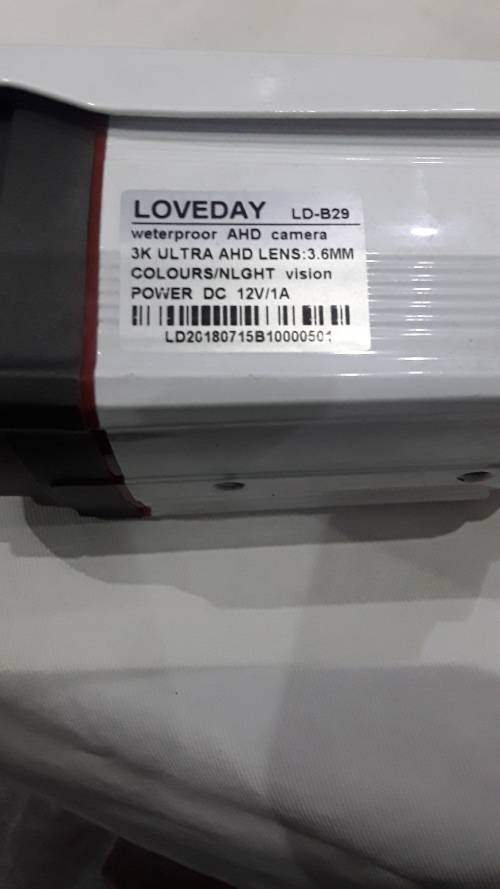 LOVEDAY LD-B29
weterproor AHD camera
3K ULTRA AHD LENS:3.6MM
COLOURS/NLGHT vision
POWER DC 12V/1A
LD20180715B10000501